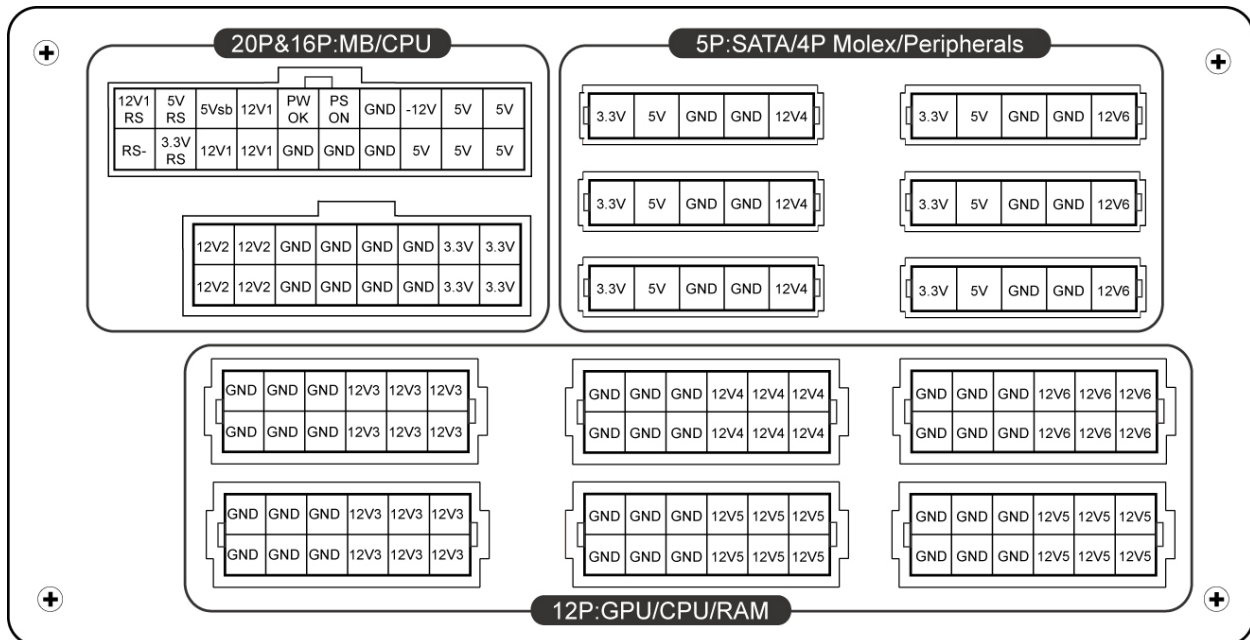 20P&16P:MB/CPU
12V1 RS 5V RS 5Vsb 12V1 PW OK PS ON GND -12V 5V 5V
RS- 3.3V RS 12V1 12V1 GND GND GND 5V 5V 5V
12V2 12V2 GND GND GND GND 3.3V 3.3V
12V2 12V2 GND GND GND GND 3.3V 3.3V
5P:SATA/4P Molex/Peripherals
3.3V 5V GND GND 12V4
3.3V 5V GND GND 12V6
3.3V 5V GND GND 12V4
3.3V 5V GND GND 12V6
3.3V 5V GND GND 12V4
3.3V 5V GND GND 12V6
GND GND GND 12V3 12V3 12V3
GND GND GND 12V3 12V3 12V3
GND GND GND 12V4 12V4 12V4
GND GND GND 12V4 12V4 12V4
GND GND GND 12V6 12V6 12V6
GND GND GND 12V6 12V6 12V6
GND GND GND 12V3 12V3 12V3
GND GND GND 12V3 12V3 12V3
GND GND GND 12V5 12V5 12V5
GND GND GND 12V5 12V5 12V5
GND GND GND 12V5 12V5 12V5
GND GND GND 12V5 12V5 12V5
12P:GPU/CPU/RAM